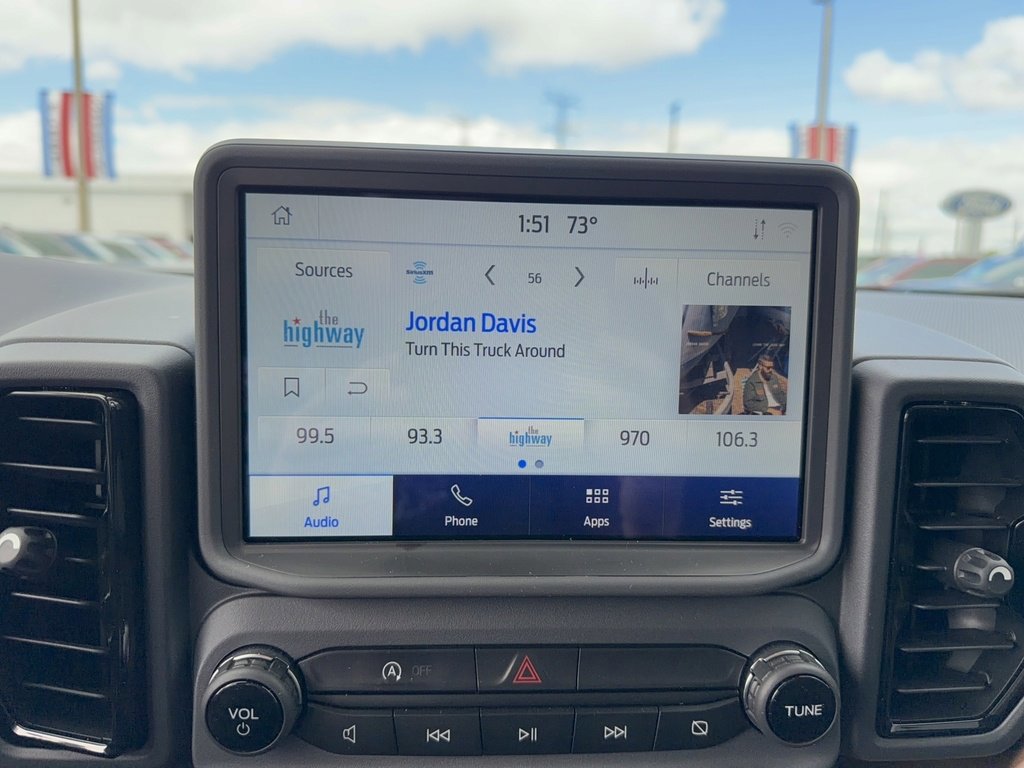 1:51 73°
Sources
SiriusXM
56
Channels
the
highway
Jordan Davis
Turn This Truck Around
99.5
93.3
the
highway
970
106.3
Audio
Phone
Apps
Settings
A OFF
VOL
TUNE
Ford